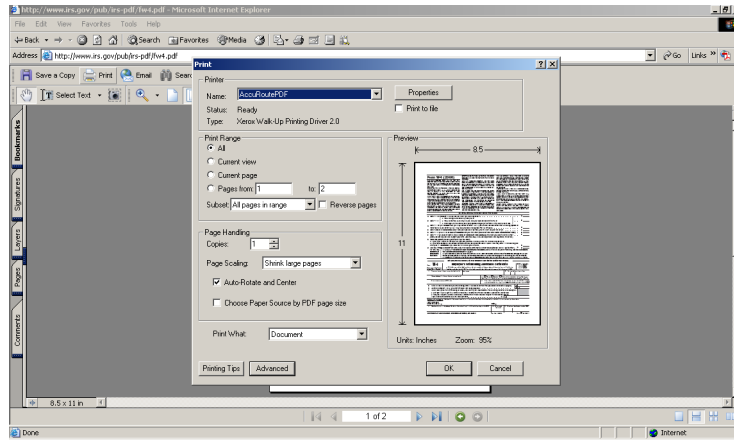 http://www.irs.gov/pub/irs-pdf/fw4.pdf - Microsoft Internet Explorer
File Edit View Favorites Tools Help
Back Search Favorites Media
Address http://www.irs.gov/pub/irs-pdf/fw4.pdf Go Links »
Save a Copy Print Email Searc
Select Text
Bookmarks
Signatures
Layers
Pages
Comments
Print
Printer
Name: AccuRoutePDF Properties
Status: Ready Print to file
Type: Xerox Walk-Up Printing Driver 2.0
Print Range
All
Current view
Current page
Pages from: 1 to: 2
Subset: All pages in range Reverse pages
Page Handling
Copies: 1
Page Scaling: Shrink large pages
Auto-Rotate and Center
Choose Paper Source by PDF page size
Print What: Document
Preview
8.5
11
Units: Inches Zoom: 95%
Printing Tips Advanced OK Cancel
8.5 x 11 in
1 of 2
Done Internet